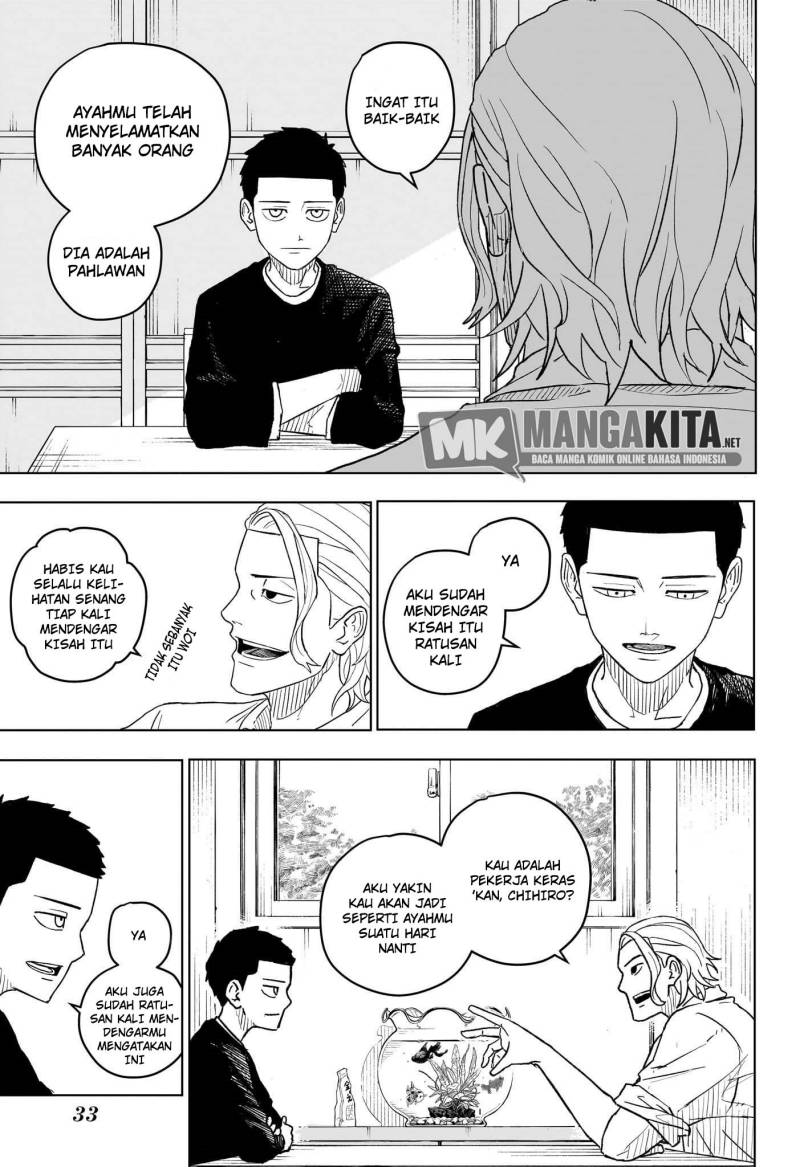 INGAT ITU
BAIK-BAIK
AYAHMU TELAH
MENYELAMATKAN
BANYAK ORANG
DIA ADALAH
PAHLAWAN
MK MANGAKITA.NET
BACA MANGA KOMIK ONLINE BAHASA INDONESIA
YA
AKU SUDAH
MENDENGAR
KISAH ITU
RATUSAN
KALI
HABIS KAU
SELALU KELI-
HATAN SENANG
TIAP KALI
MENDENGAR
KISAH ITU
TIDAK SEBANYAK
ITU WOI
KAU ADALAH
PEKERJA KERAS
'KAN, CHIHIRO?
AKU YAKIN
KAU AKAN JADI
SEPERTI AYAHMU
SUATU HARI
NANTI
YA
AKU JUGA
SUDAH RATU-
SAN KALI MEN-
DENGARMU
MENGATAKAN
INI
33